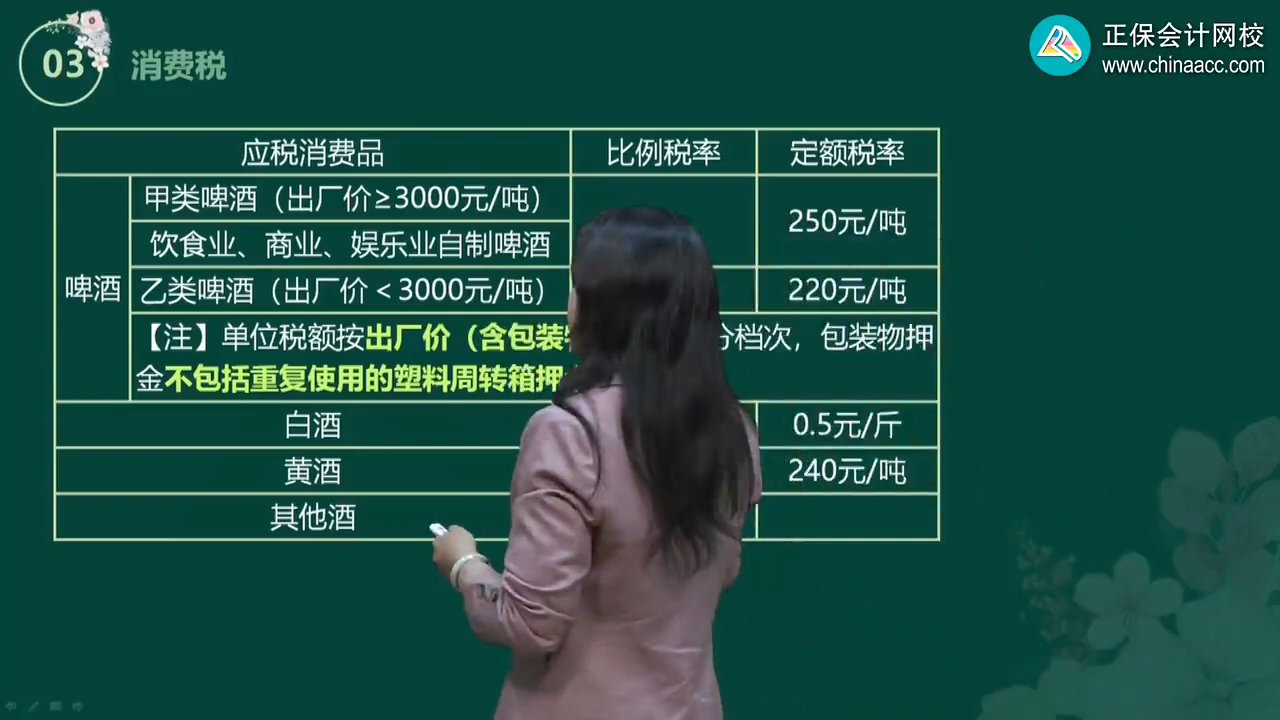 03 消费税
正保会计网校
www.chinaacc.com
应税消费品 比例税率 定额税率
甲类啤酒（出厂价≥3000元/吨） 250元/吨
饮食业、商业、娱乐业自制啤酒
啤酒 乙类啤酒（出厂价＜3000元/吨） 220元/吨
【注】单位税额按出厂价（含包装 分档次，包装物押
金不包括重复使用的塑料周转箱押
白酒 0.5元/斤
黄酒 240元/吨
其他酒